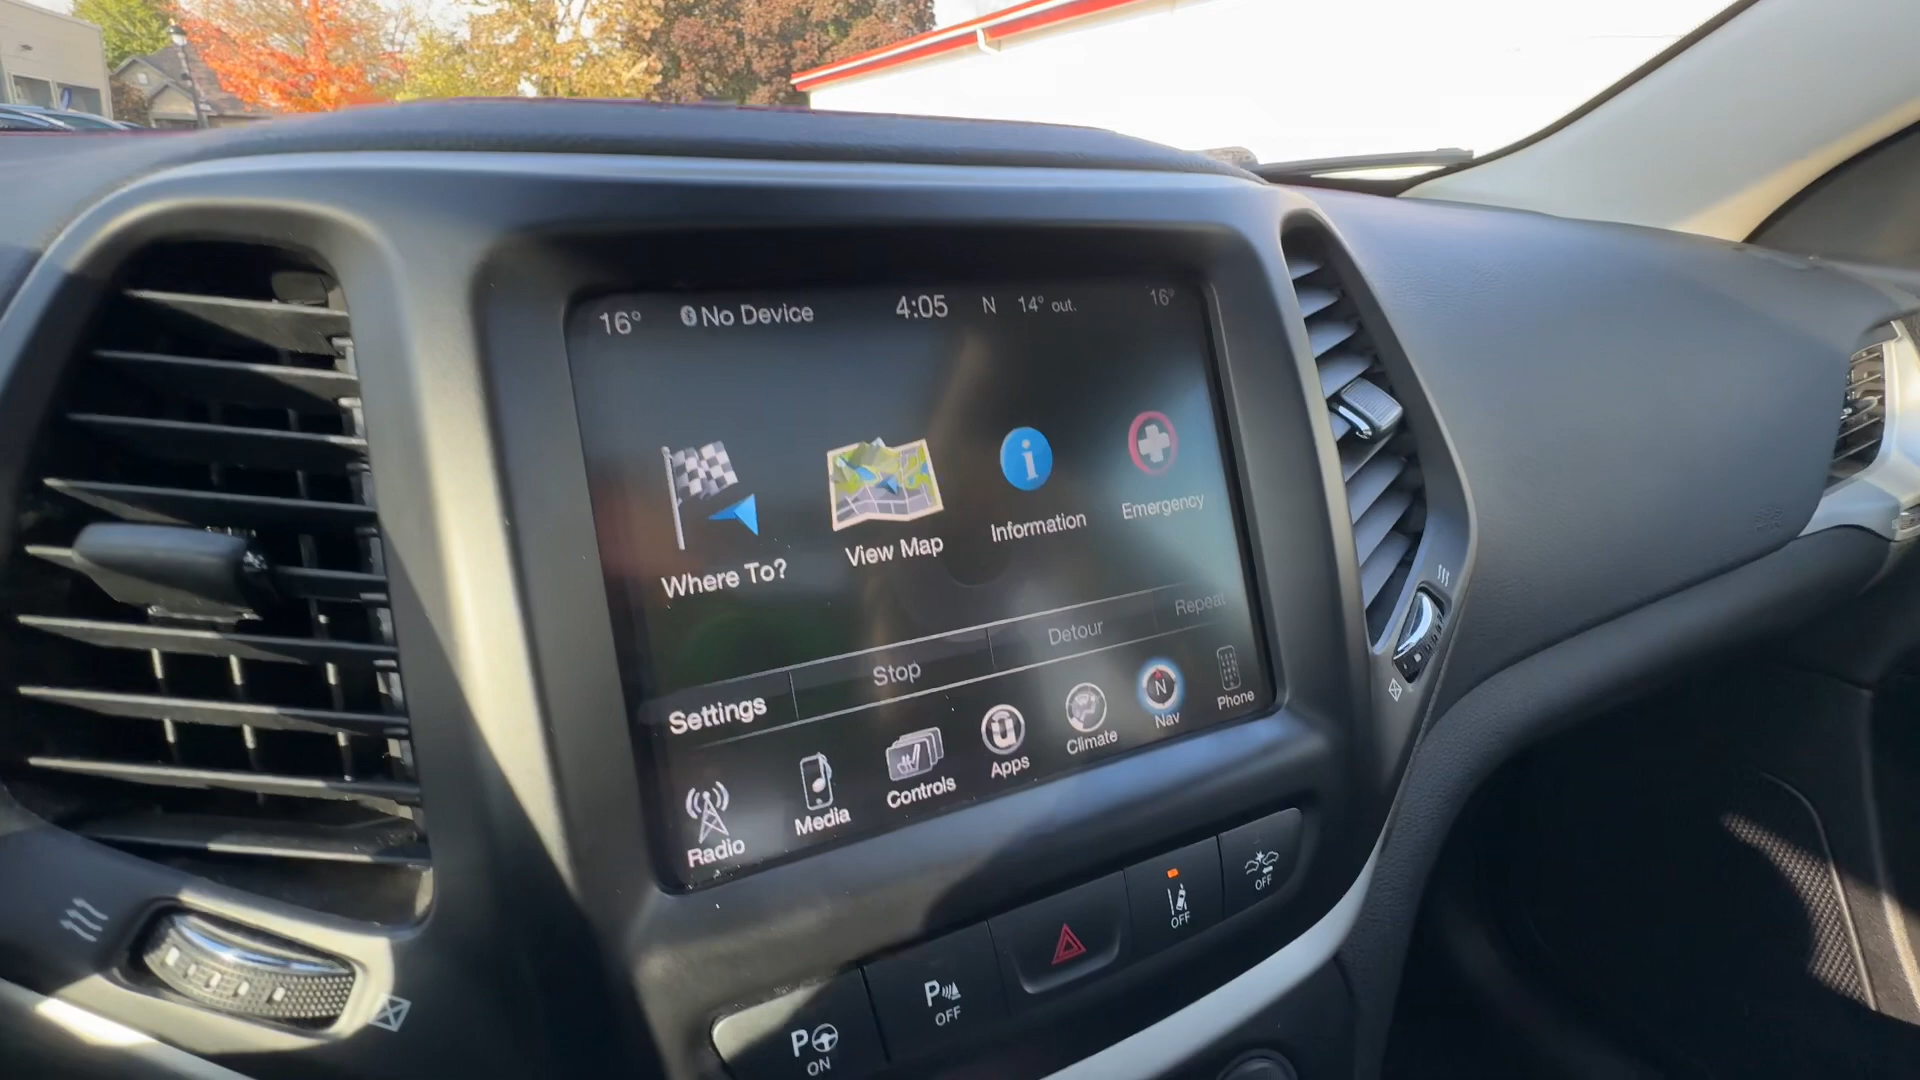 16° No Device 4:05 N 14° out. 16°
Where To? View Map Information Emergency
Settings Stop Detour Repeat
Radio Media Controls Apps Climate N Nav Phone
P ON
P OFF
OFF
OFF